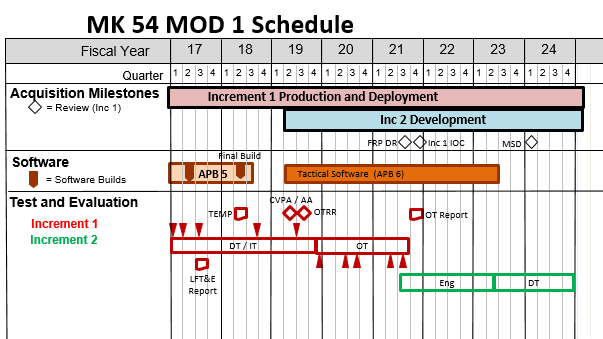 MK 54 MOD 1 Schedule
Fiscal Year 17 18 19 20 21 22 23 24
Quarter 1 2 3 4 1 2 3 4 1 2 3 4 1 2 3 4 1 2 3 4 1 2 3 4 1 2 3 4 1 2 3 4
Acquisition Milestones
= Review (Inc 1)
Increment 1 Production and Deployment
Inc 2 Development
FRP DR Inc 1 IOC MSD
Software
= Software Builds
Final Build
APB 5
Tactical Software (APB 6)
Test and Evaluation
Increment 1
Increment 2
CVPA / AA
TEMP OTRR OT Report
DT / IT OT
LFT&E
Report
Eng DT